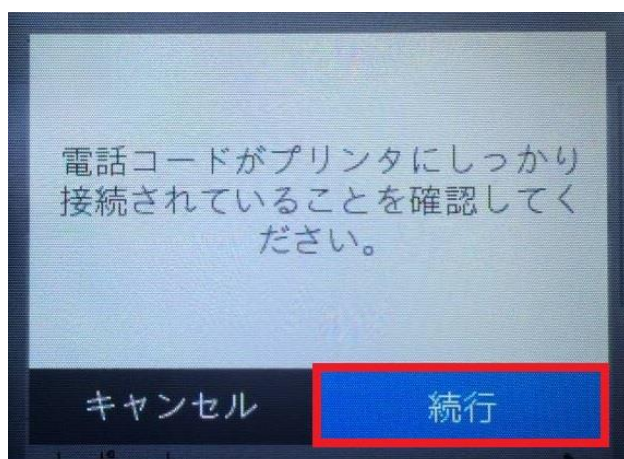 電話コードがプリンタにしっかり
接続されていることを確認してく
ださい。
キャンセル
続行